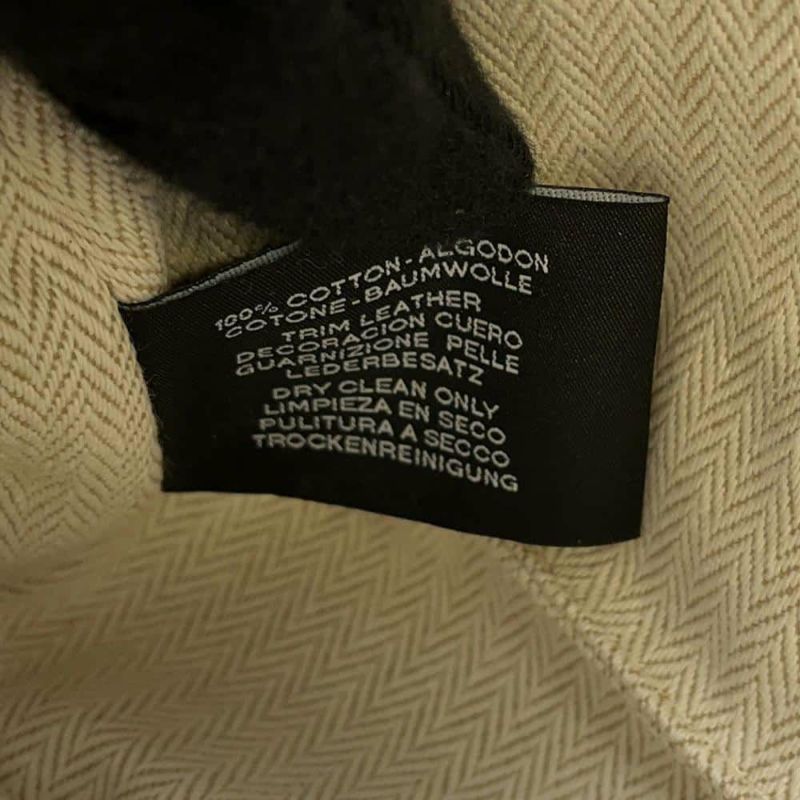 100% COTTON-ALGODON
COTONE-BAUMWOLLE
TRIM LEATHER
DECORACION CUERO
GUARNIZIONE PELLE
LEDERBESATZ
DRY CLEAN ONLY
LIMPIEZA EN SECO
PULITURA A SECCO
TROCKENREINIGUNG